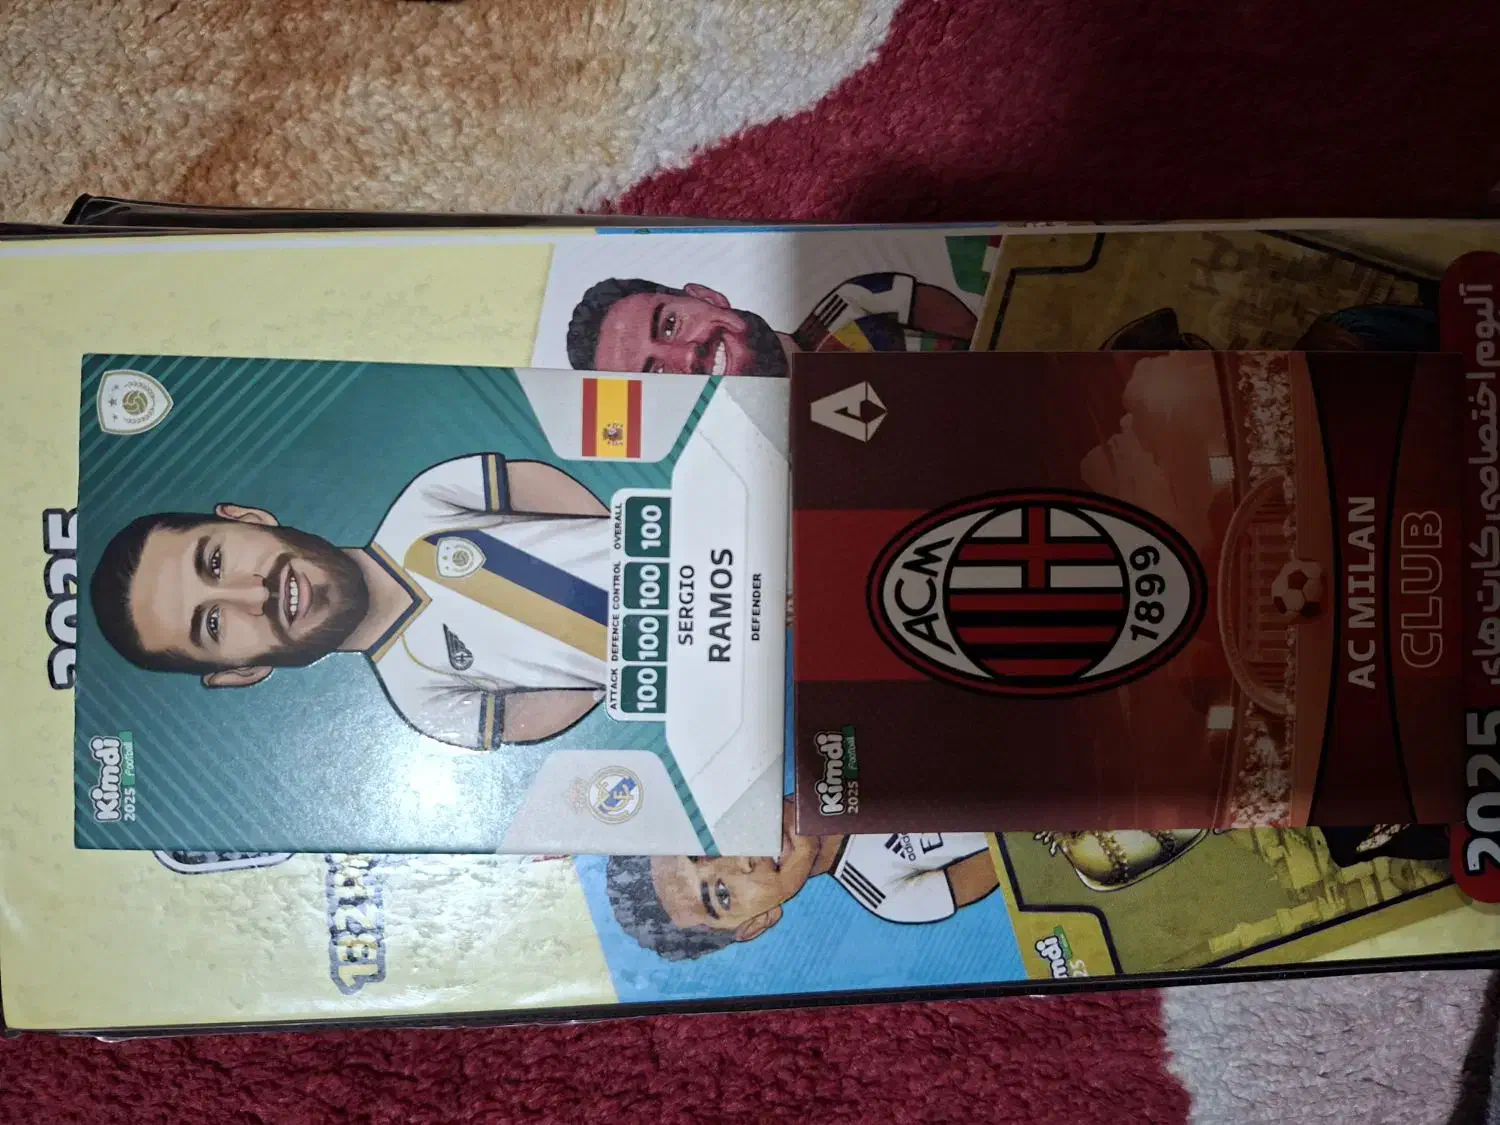 Kimdi
Football
2025
ATTACK DEFENCE CONTROL OVERALL
100 100 100 100
SERGIO
RAMOS
DEFENDER
Kimdi
Football
2025
ACM
1899
AC MILAN
CLUB
2025
adidas
آلبوم اختصاصی کارت های
2025